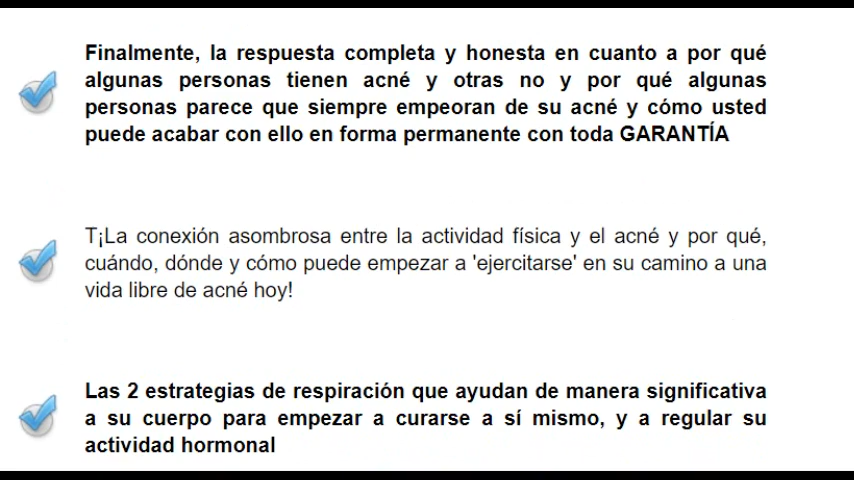 Finalmente, la respuesta completa y honesta en cuanto a por qué
algunas personas tienen acné y otras no y por qué algunas
personas parece que siempre empeoran de su acné y cómo usted
puede acabar con ello en forma permanente con toda GARANTÍA
T¡La conexión asombrosa entre la actividad física y el acné y por qué,
cuándo, dónde y cómo puede empezar a 'ejercitarse' en su camino a una
vida libre de acné hoy!
Las 2 estrategias de respiración que ayudan de manera significativa
a su cuerpo para empezar a curarse a sí mismo, y a regular su
actividad hormonal